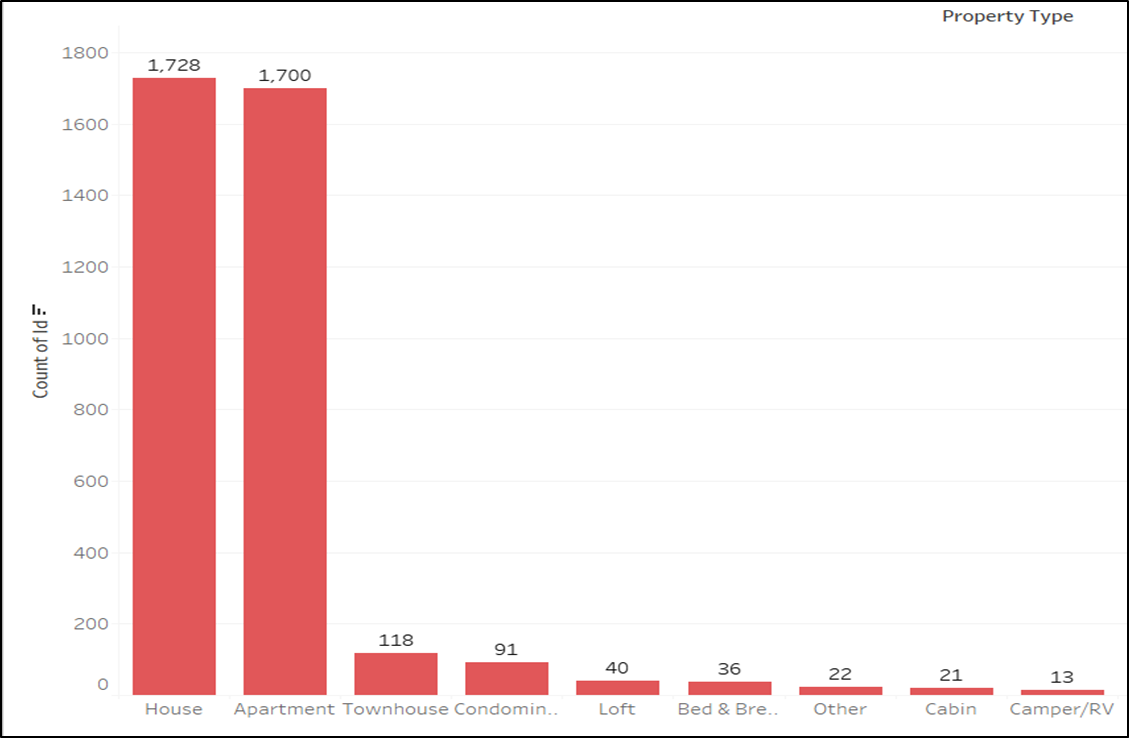 Property Type
1800
1600
1400
1200
1000
800
600
400
200
0
Count of Id
1,728
1,700
118
91
40
36
22
21
13
House
Apartment
Townhouse
Condomin..
Loft
Bed & Bre..
Other
Cabin
Camper/RV